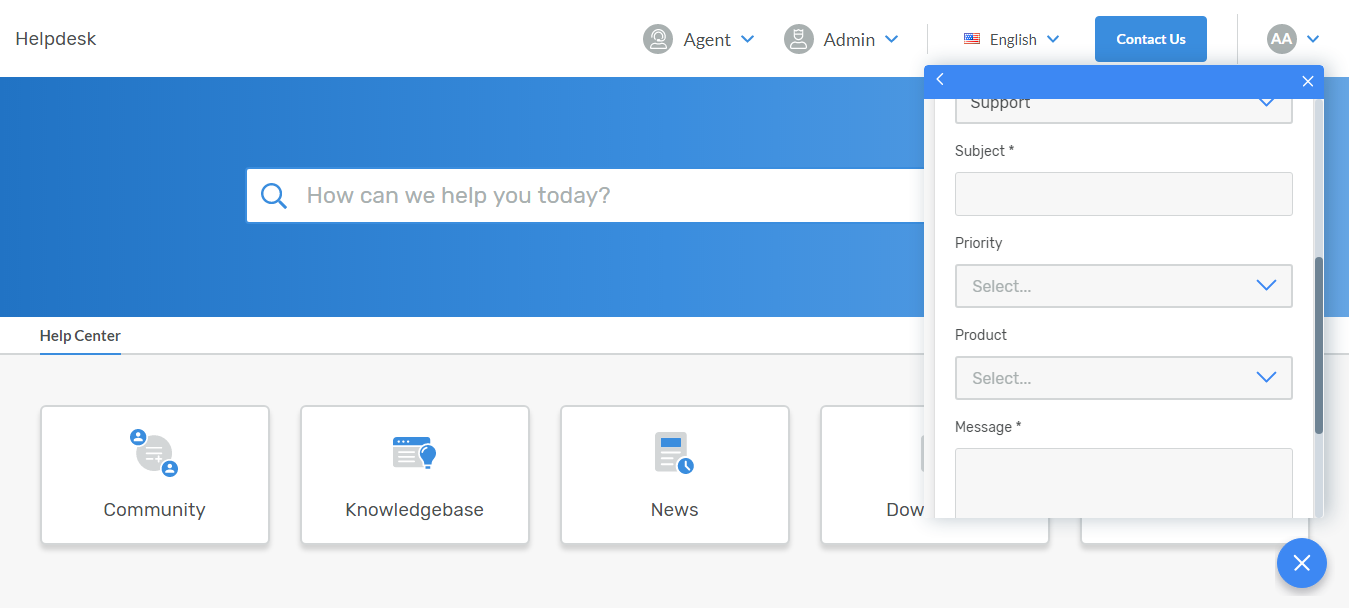 Helpdesk
Agent
Admin
English
Contact Us
AA
How can we help you today?
Help Center
Community
Knowledgebase
News
Dow
Support
Subject *
Priority
Select...
Product
Select...
Message *